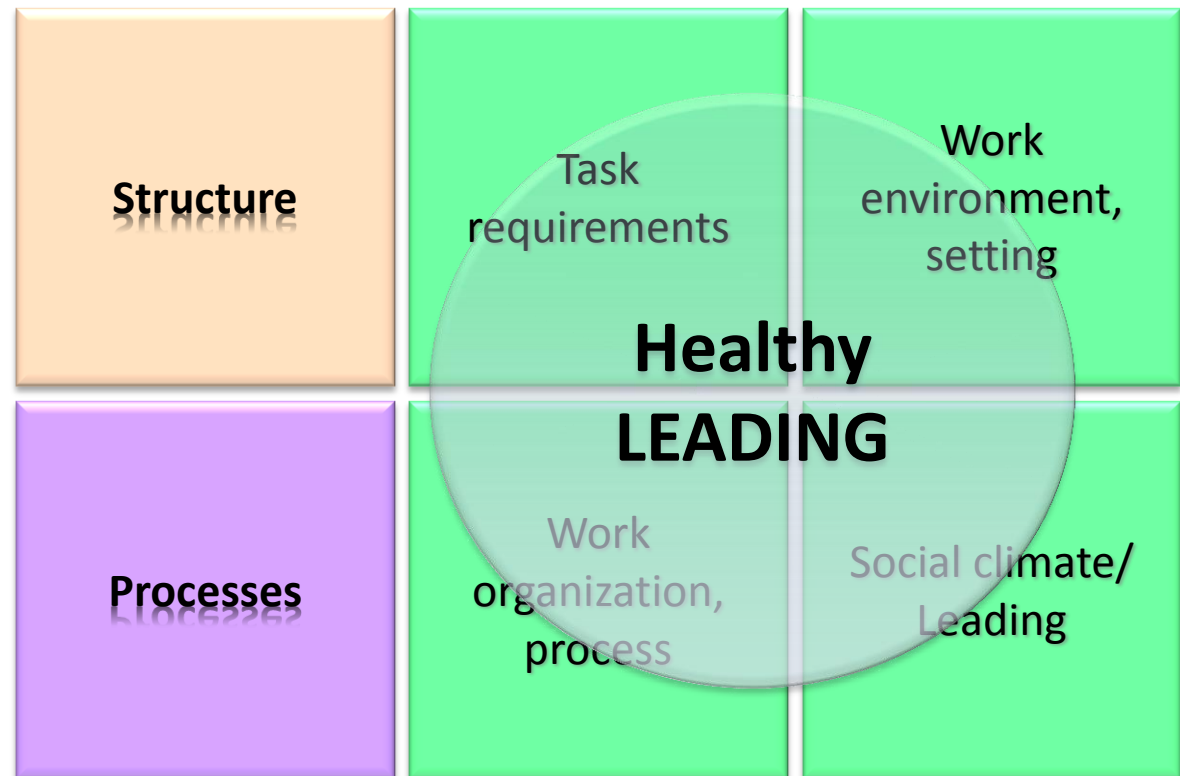 Structure
Task
requirements
Work
environment,
setting
Healthy
LEADING
Processes
Work
organization,
process
Social climate/
Leading